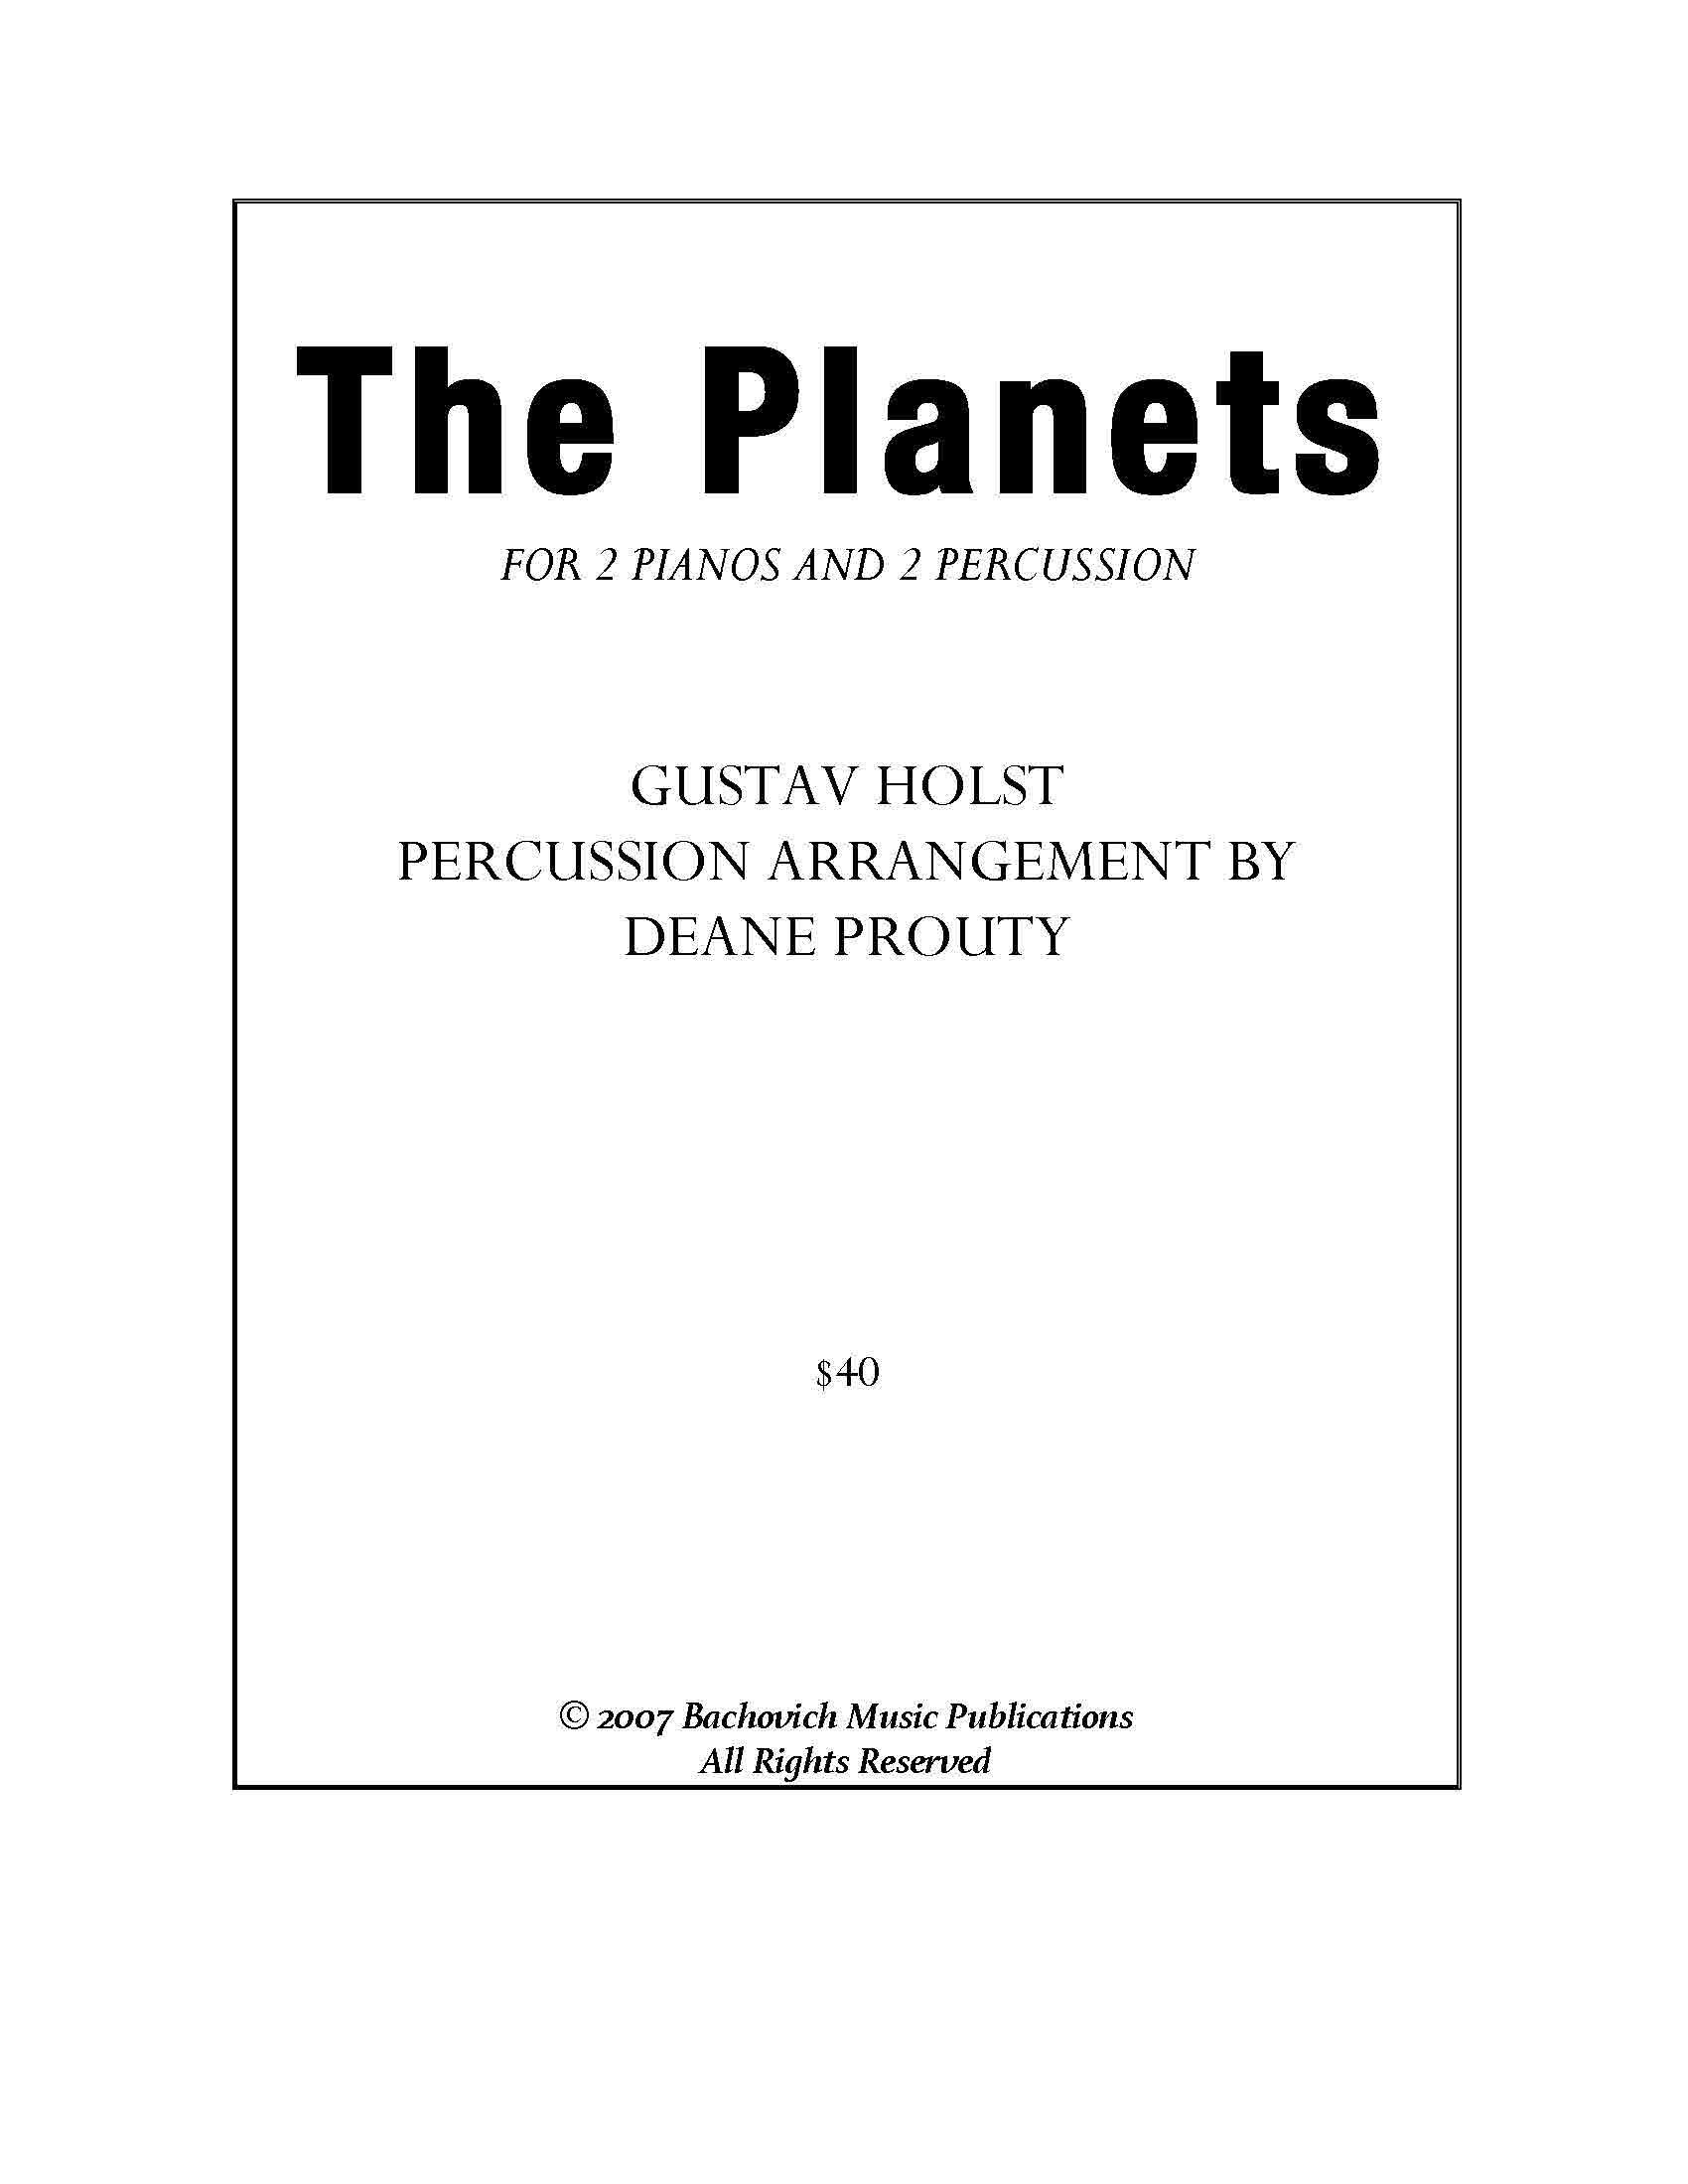 The Planets
FOR 2 PIANOS AND 2 PERCUSSION
GUSTAV HOLST
PERCUSSION ARRANGEMENT BY
DEANE PROUTY
$40
© 2007 Bachovich Music Publications
All Rights Reserved